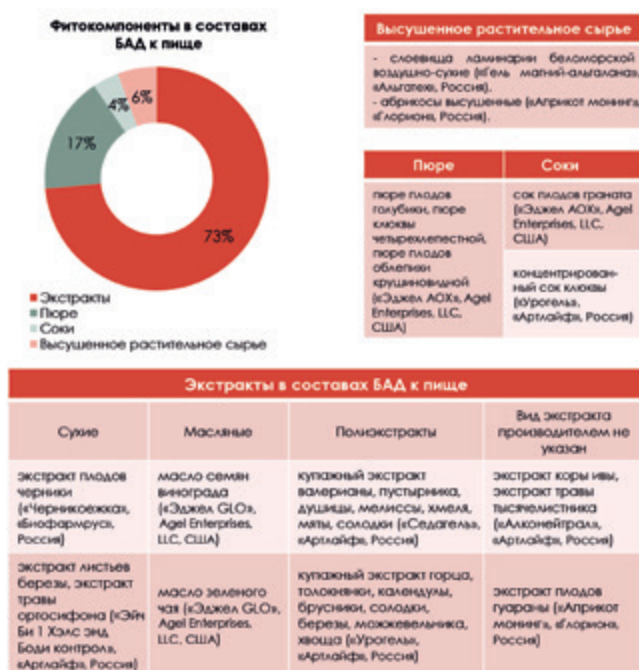 Фитокомпоненты в составах
БАД к пище
6%
4%
17%
73%
Экстракты
Пюре
Соки
Высушенное растительное сырье
Высушенное растительное сырье
- слоевища ламинарии беломорской
воздушно-сухие («Гель магний-альгинана»
«Альгатех», Россия).
- абрикосы высушенные («Априкот монинг»
«Глорион», Россия).
Пюре
Соки
пюре плодов
голубики, пюре
клюквы
четырехлепестной,
пюре плодов
облепихи
крушиновидной
(«Эджел АОХ», Agel
Enterprises, LLC,
США)
сок плодов граната
(«Эджел АОХ», Agel
Enterprises, LLC,
США)
концентрирован-
ный сок клюквы
(«Урогель»,
«Артлайф», Россия)
Экстракты в составах БАД к пище
Сухие
Масляные
Полиэкстракты
Вид экстракта
производителем не
указан
экстракт плодов
черники
(«Черникоежка»,
«Биофармрус»,
Россия)
масло семян
винограда
(«Эджел GLO»,
Agel Enterprises,
LLC, США)
купажный экстракт
валерианы, пустырника,
душицы, мелиссы, хмеля,
мяты, солодки («Седагель»,
«Артлайф», Россия)
экстракт коры ивы,
экстракт травы
тысячелистника
(«Алконейтрал»,
«Артлайф», Россия)
экстракт листьев
березы, экстракт
травы
ортосифона («Эйч
Би 1 Хэлс энд
Боди контрол»,
«Артлайф», Россия)
масло зеленого
чая («Эджел GLO»,
Agel Enterprises,
LLC, США)
купажный экстракт горца,
толокнянки, календулы,
брусники, солодки,
березы, можжевельника,
хвоща («Урогель»,
«Артлайф», Россия)
экстракт плодов
гуараны («Априкот
монинг», «Глорион»,
Россия)